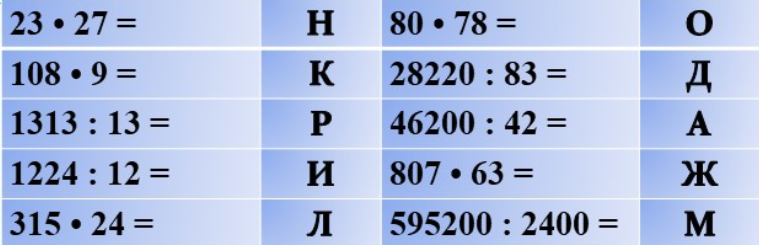 23 • 27 = Н 80 • 78 = О
108 • 9 = К 28220 : 83 = Д
1313 : 13 = Р 46200 : 42 = А
1224 : 12 = И 807 • 63 = Ж
315 • 24 = Л 595200 : 2400 = М